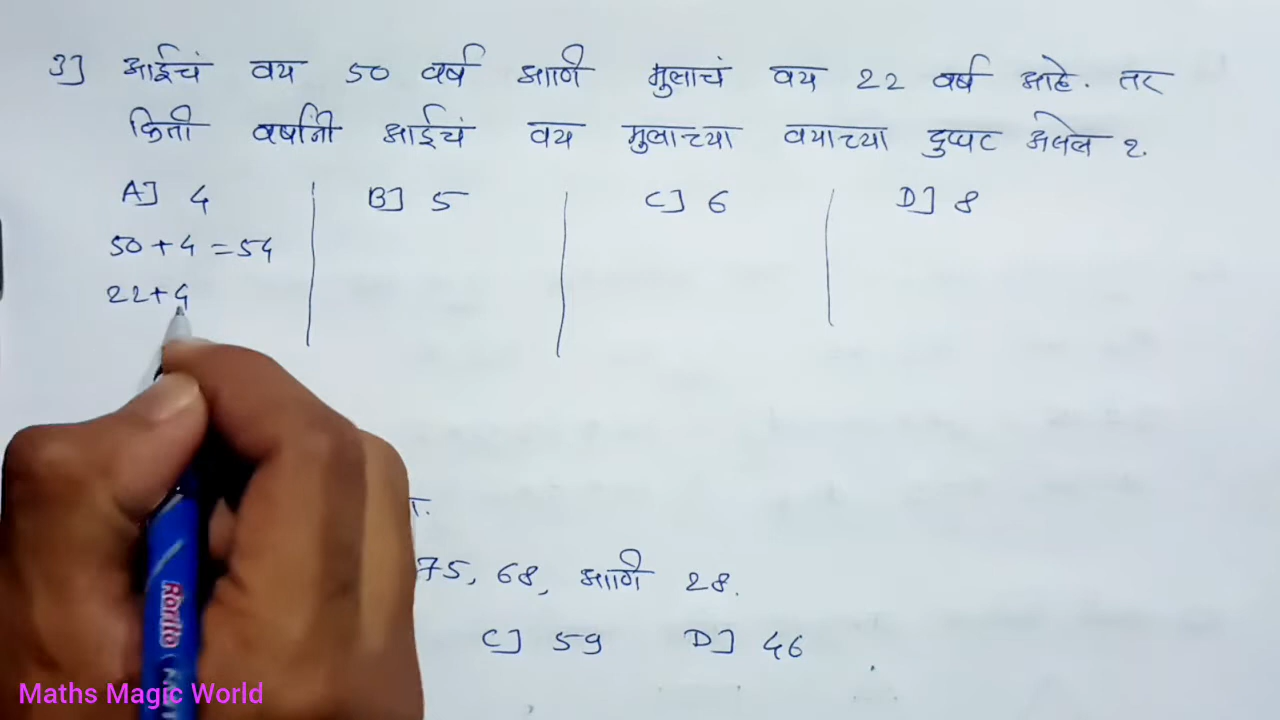 3] आईचं वय 50 वर्ष आणि मुलाचं वय 22 वर्ष आहे. तर
किती वर्षांनी आईचं वय मुलाच्या वयाच्या दुप्पट असेल ?.
A] 4 B] 5 C] 6 D] 8
50+4=54
22+4
75, 68, आणि 28.
C] 59 D] 46
Rorito
Maths Magic World